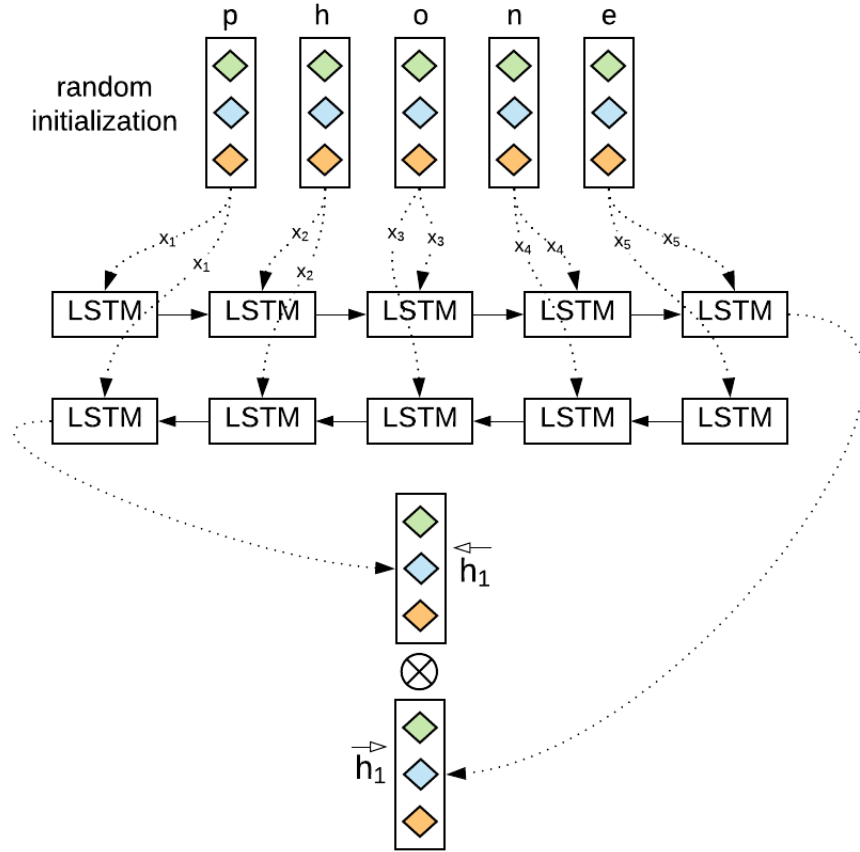 p h o n e
random
initialization
x₁ x₂ x₃ x₃ x₄ x₄ x₅ x₅
x₁ x₂
LSTM LSTM LSTM LSTM LSTM
LSTM LSTM LSTM LSTM LSTM
h₁
h₁